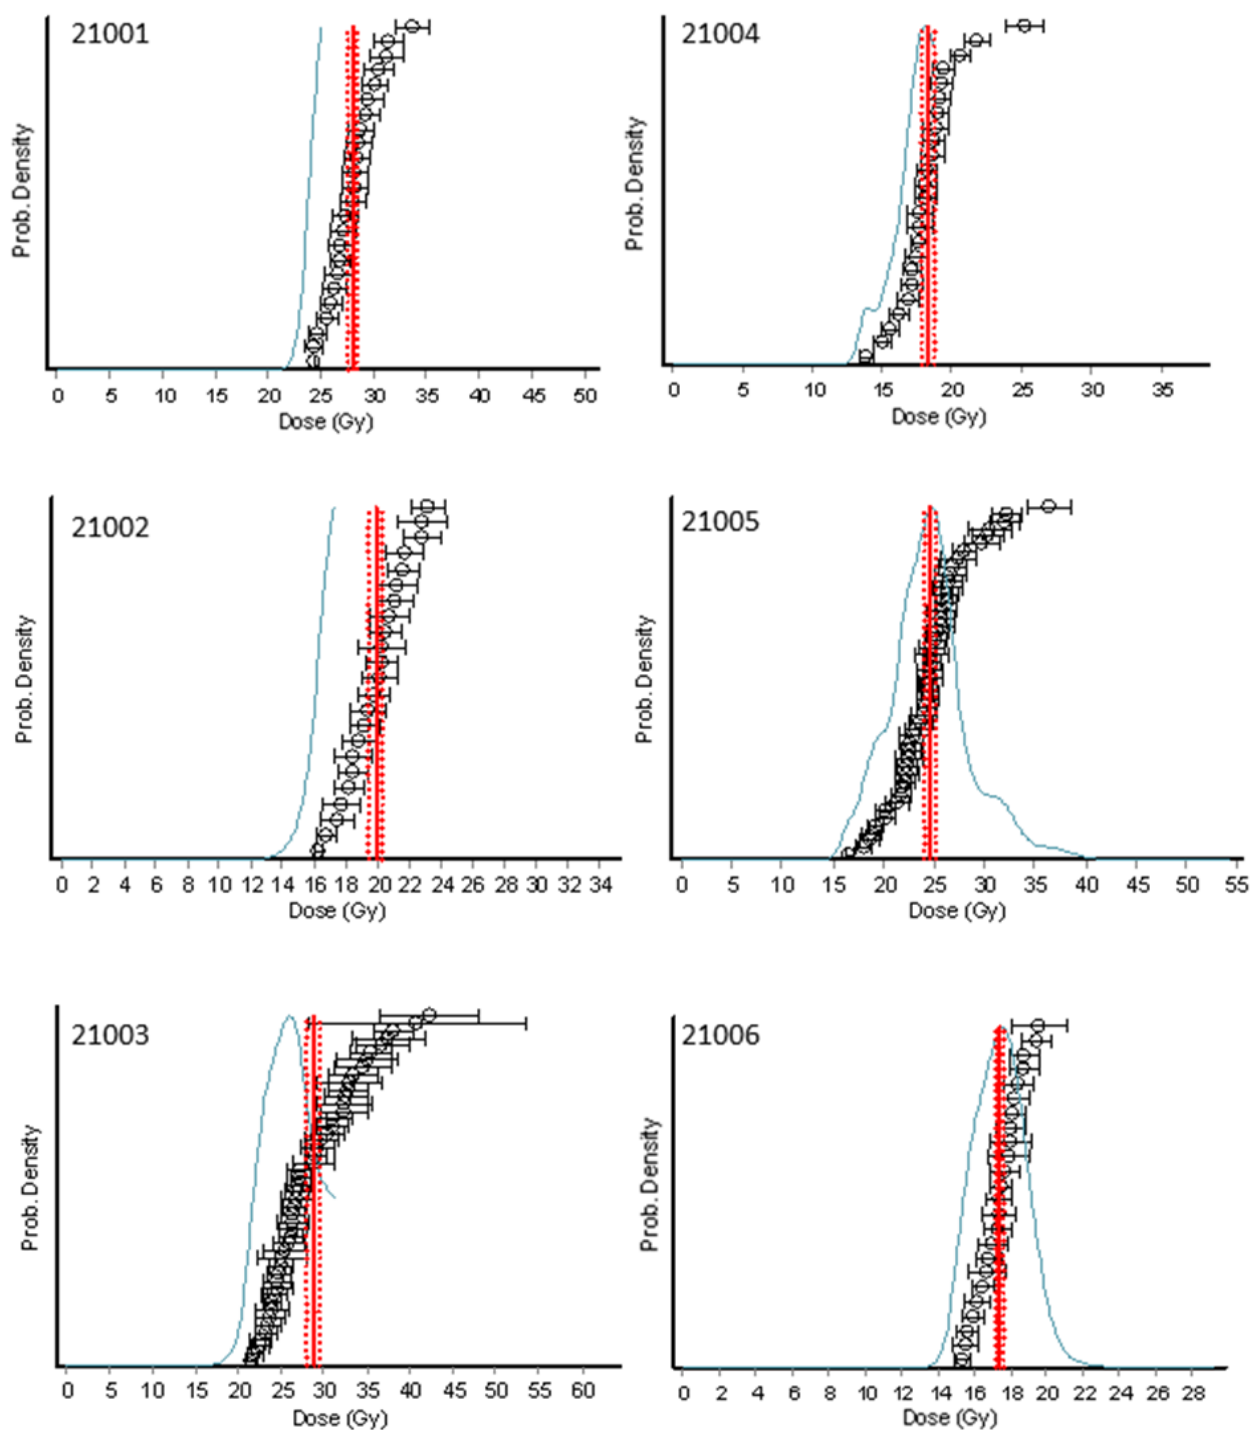 21001
Prob. Density
0 5 10 15 20 25 30 35 40 45 50
Dose (Gy)
21004
Prob. Density
0 5 10 15 20 25 30 35
Dose (Gy)
21002
Prob. Density
0 2 4 6 8 10 12 14 16 18 20 22 24 26 28 30 32 34
Dose (Gy)
21005
Prob. Density
0 5 10 15 20 25 30 35 40 45 50 55
Dose (Gy)
21003
Prob. Density
0 5 10 15 20 25 30 35 40 45 50 55 60
Dose (Gy)
21006
Prob. Density
0 2 4 6 8 10 12 14 16 18 20 22 24 26 28
Dose (Gy)